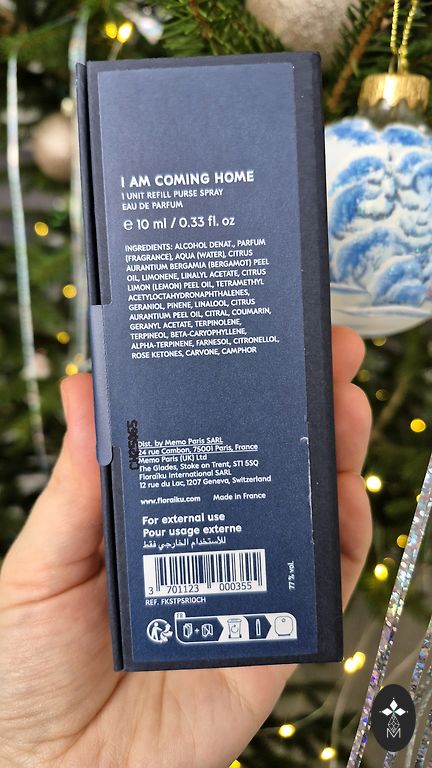 I AM COMING HOME
1 UNIT REFILL PURSE SPRAY
EAU DE PARFUM
℮ 10 ml / 0.33 fl. oz
INGREDIENTS: ALCOHOL DENAT., PARFUM
(FRAGRANCE), AQUA (WATER), CITRUS
AURANTIUM BERGAMIA (BERGAMOT) PEEL
OIL, LIMONENE, LINALYL ACETATE, CITRUS
LIMON (LEMON) PEEL OIL, TETRAMETHYL
ACETYLOCTAHYDRONAPHTHALENES,
GERANIOL, PINENE, LINALOOL, CITRUS
AURANTIUM PEEL OIL, CITRAL, COUMARIN,
GERANYL ACETATE, TERPINOLENE,
TERPINEOL, BETA-CARYOPHYLLENE,
ALPHA-TERPINENE, FARNESOL, CITRONELLOL,
ROSE KETONES, CARVONE, CAMPHOR
Dist. by Memo Paris SARL
24 rue Cambon, 75001 Paris, France
Memo Paris (UK) Ltd
The Glades, Stoke on Trent, ST1 5SQ
Floraïku International SARL
12 rue du Lac, 1207 Geneva, Switzerland
www.floraiku.com Made in France
For external use
Pour usage externe
للاستخدام الخارجي فقط
3 701123 000355
77 % vol.
REF. FKSTPSR10CH
FR
M